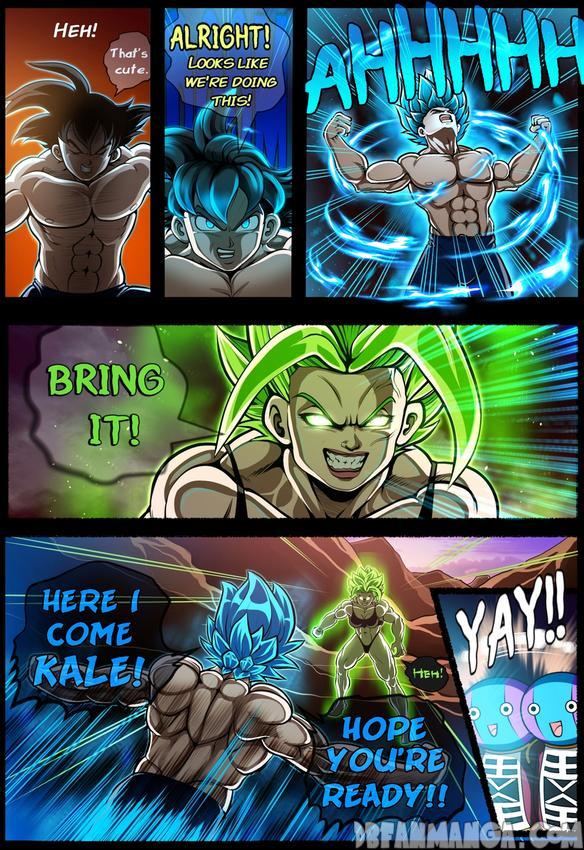 HEH!
That's
cute.
ALRIGHT!
LOOKS LIKE
WE'RE DOING
THIS!
AHHHHHH
BRING
IT!
HERE I
COME
KALE!
HEH!
HOPE
YOU'RE
READY!!
YAY!!
DBFANMANGA.COM